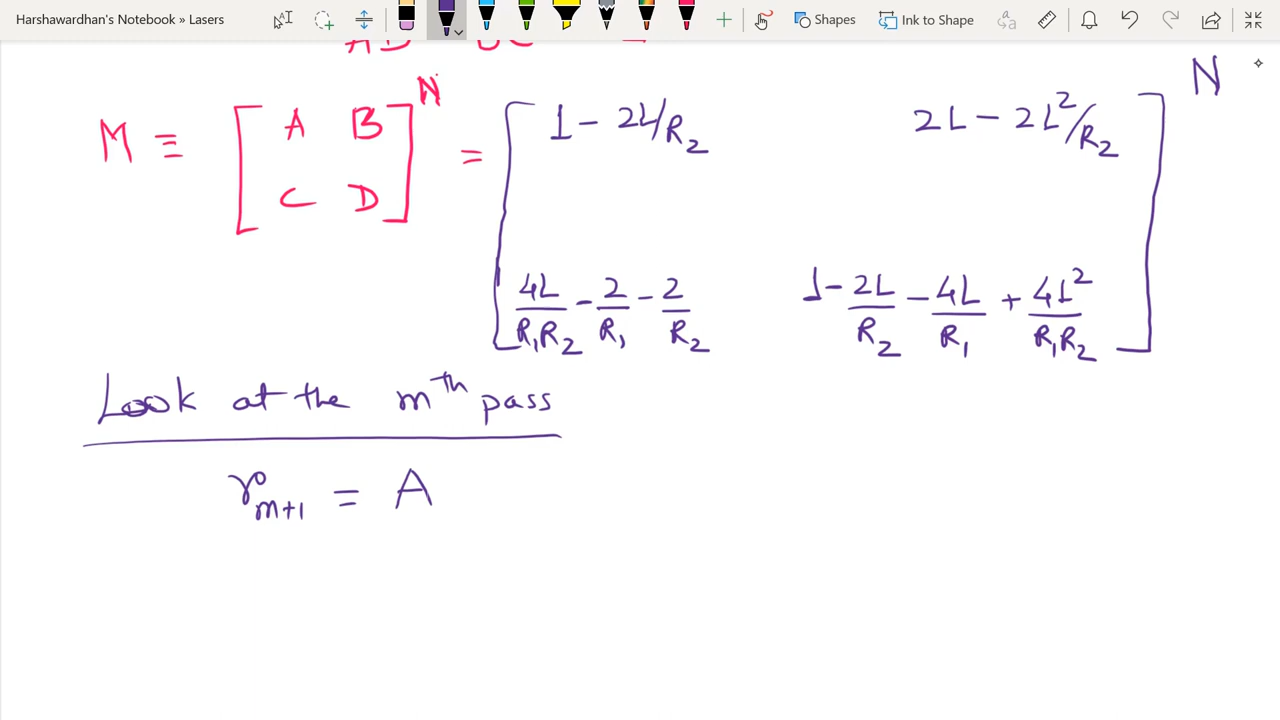 Harshawardhan's Notebook » Lasers
Shapes
Ink to Shape
M ≡ [ A B C D ]^N = [ 1 - 2L/R₂ 2L - 2L²/R₂ ]^N
4L/R₁R₂ - 2/R₁ - 2/R₂ 1 - 2L/R₂ - 4L/R₁ + 4L²/R₁R₂
Look at the mᵗʰ pass
r_{m+1} = A